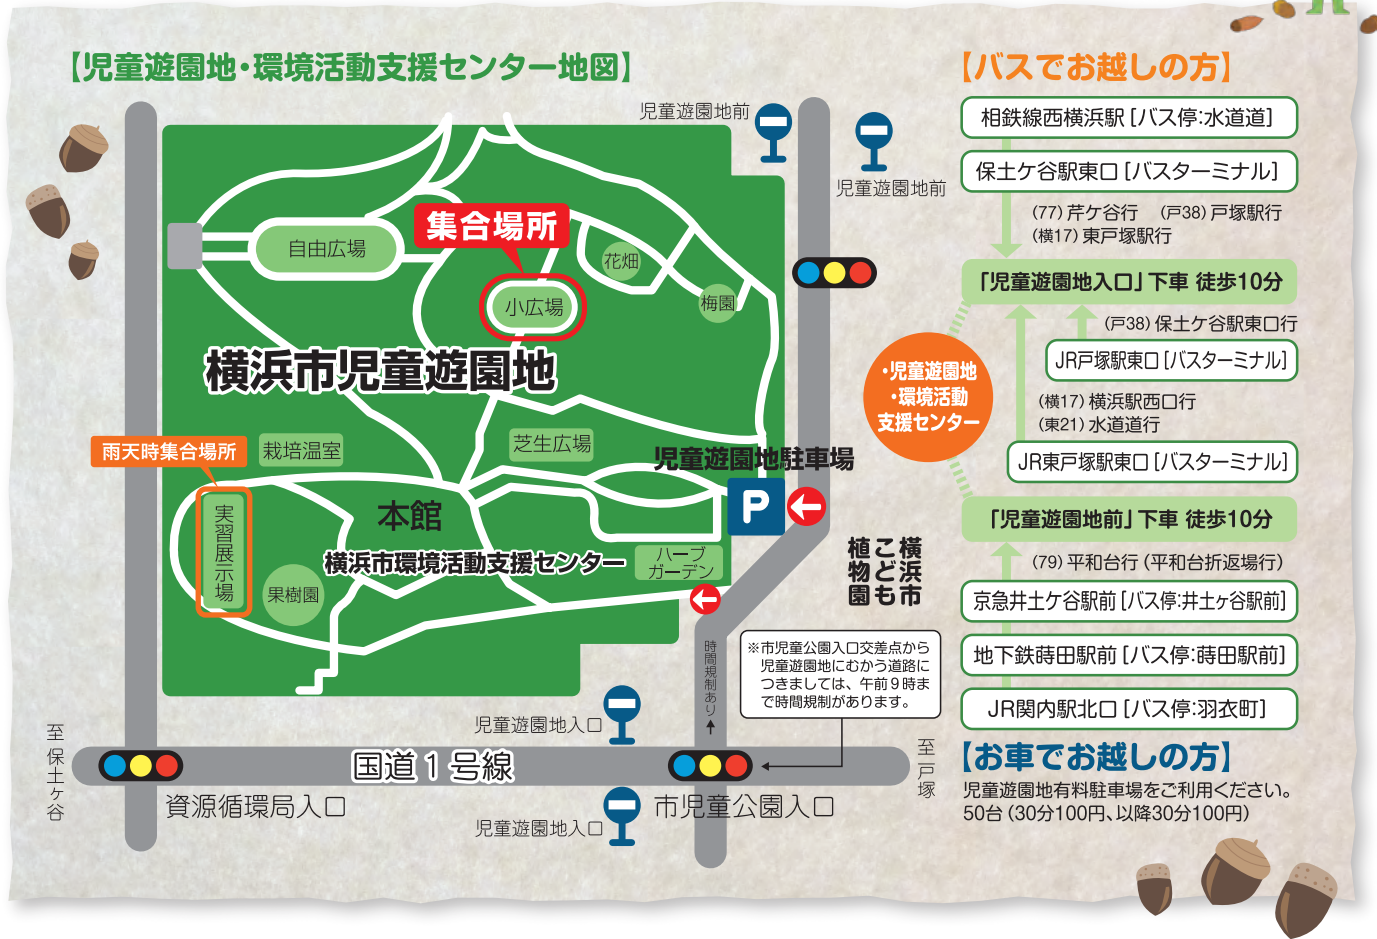 【児童遊園地・環境活動支援センター地図】
児童遊園地前
児童遊園地前
自由広場
集合場所
花畑
小広場
梅園
横浜市児童遊園地
雨天時集合場所
栽培温室
芝生広場
児童遊園地駐車場
P
実習展示場
本館
横浜市環境活動支援センター
ハーブ
ガーデン
果樹園
横浜市
こども
植物園
時間規制あり
※市児童公園入口交差点から
児童遊園地にむかう道路に
つきましては、午前9時ま
で時間規制があります。
児童遊園地入口
至 保土ヶ谷
国道1号線
至 戸塚
資源循環局入口
児童遊園地入口
市児童公園入口
【バスでお越しの方】
相鉄線西横浜駅［バス停：水道道］
保土ケ谷駅東口［バスターミナル］
（77）芹ケ谷行　（戸38）戸塚駅行
（横17）東戸塚駅行
「児童遊園地入口」下車 徒歩10分
（戸38）保土ケ谷駅東口行
JR戸塚駅東口［バスターミナル］
・児童遊園地
・環境活動
支援センター
（横17）横浜駅西口行
（東21）水道道行
JR東戸塚駅東口［バスターミナル］
「児童遊園地前」下車 徒歩10分
（79）平和台行（平和台折返場行）
京急井土ケ谷駅前［バス停：井土ヶ谷駅前］
地下鉄蒔田駅前［バス停：蒔田駅前］
JR関内駅北口［バス停：羽衣町］
【お車でお越しの方】
児童遊園地有料駐車場をご利用ください。
50台（30分100円、以降30分100円）